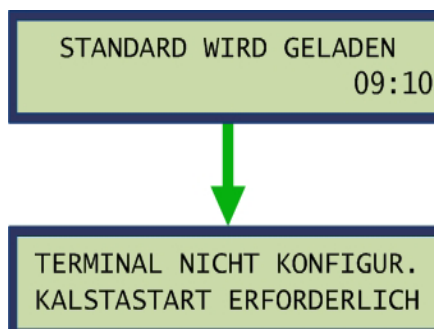 STANDARD WIRD GELADEN
09:10
TERMINAL NICHT KONFIGUR.
KALSTASTART ERFORDERLICH